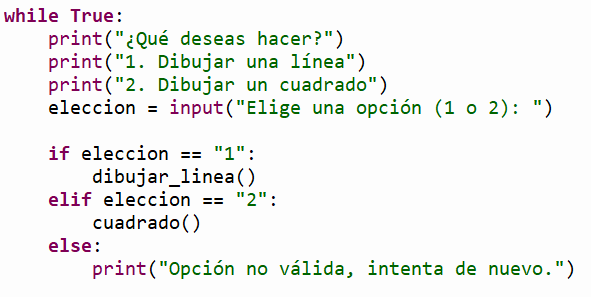 while True:
    print("¿Qué deseas hacer?")
    print("1. Dibujar una línea")
    print("2. Dibujar un cuadrado")
    eleccion = input("Elige una opción (1 o 2): ")

    if eleccion == "1":
        dibujar_linea()
    elif eleccion == "2":
        cuadrado()
    else:
        print("Opción no válida, intenta de nuevo.")